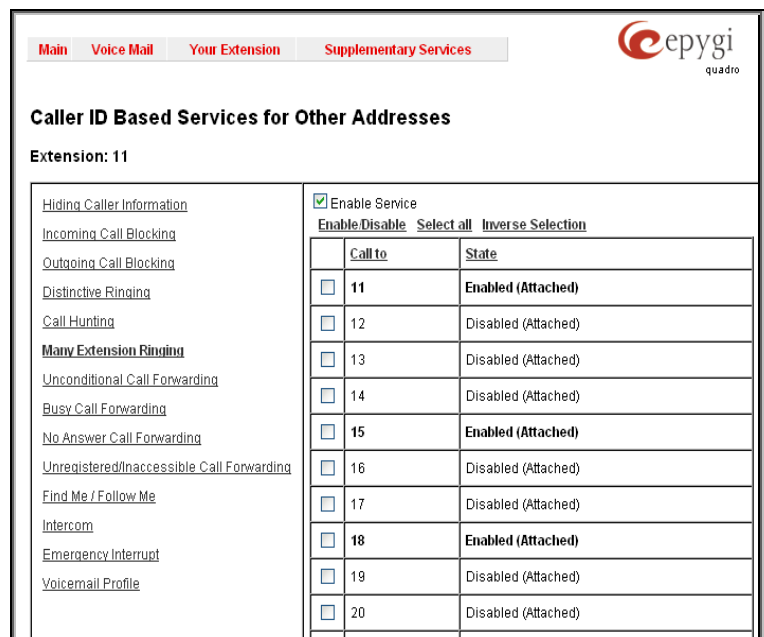 Main Voice Mail Your Extension Supplementary Services
epygi
quadro
Caller ID Based Services for Other Addresses
Extension: 11
Hiding Caller Information
Incoming Call Blocking
Outgoing Call Blocking
Distinctive Ringing
Call Hunting
Many Extension Ringing
Unconditional Call Forwarding
Busy Call Forwarding
No Answer Call Forwarding
Unregistered/Inaccessible Call Forwarding
Find Me / Follow Me
Intercom
Emergency Interrupt
Voicemail Profile
Enable Service
Enable/Disable Select all Inverse Selection
Call to State
11 Enabled (Attached)
12 Disabled (Attached)
13 Disabled (Attached)
14 Disabled (Attached)
15 Enabled (Attached)
16 Disabled (Attached)
17 Disabled (Attached)
18 Enabled (Attached)
19 Disabled (Attached)
20 Disabled (Attached)